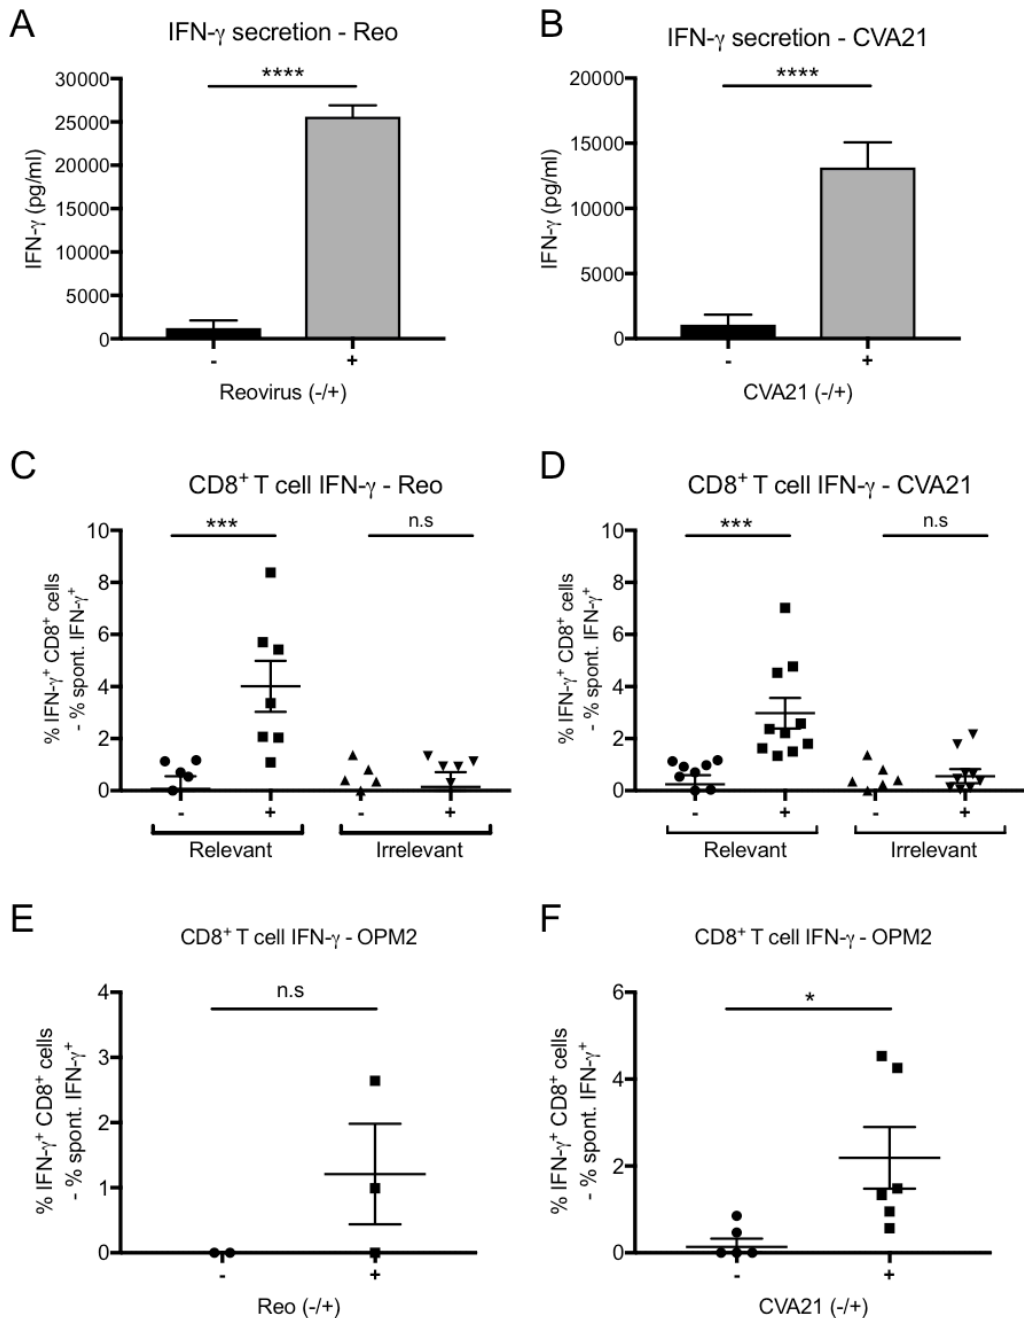 A
IFN-γ secretion - Reo
****
30000
25000
20000
15000
10000
5000
0
IFN-γ (pg/ml)
- +
Reovirus (-/+)
B
IFN-γ secretion - CVA21
****
20000
15000
10000
5000
0
IFN-γ (pg/ml)
- +
CVA21 (-/+)
C
CD8⁺ T cell IFN-γ - Reo
*** n.s
10
8
6
4
2
0
% IFN-γ⁺ CD8⁺ cells
- % spont. IFN-γ⁺
- + - +
Relevant Irrelevant
D
CD8⁺ T cell IFN-γ - CVA21
*** n.s
10
8
6
4
2
0
% IFN-γ⁺ CD8⁺ cells
- % spont. IFN-γ⁺
- + - +
Relevant Irrelevant
E
CD8⁺ T cell IFN-γ - OPM2
n.s
4
3
2
1
0
% IFN-γ⁺ CD8⁺ cells
- % spont. IFN-γ⁺
- +
Reo (-/+)
F
CD8⁺ T cell IFN-γ - OPM2
*
6
4
2
0
% IFN-γ⁺ CD8⁺ cells
- % spont. IFN-γ⁺
- +
CVA21 (-/+)